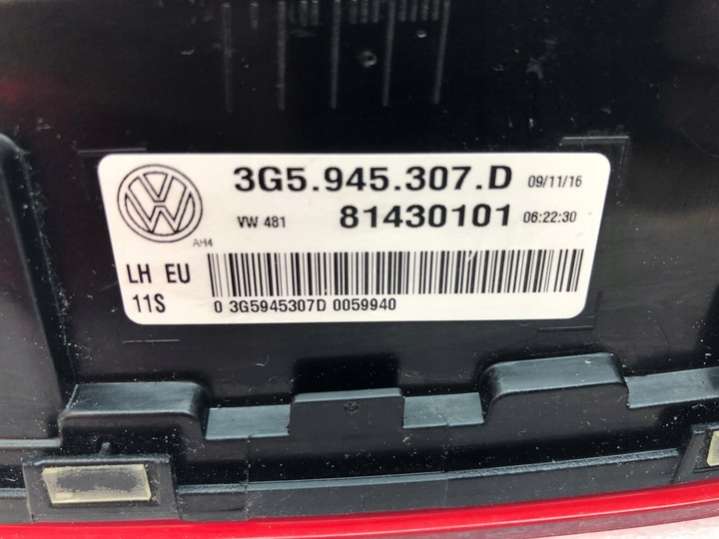 3G5.945.307.D 09/11/16
VW 481 81430101 06:22:30
AH4
LH EU
11S 0 3G5945307D 0059940